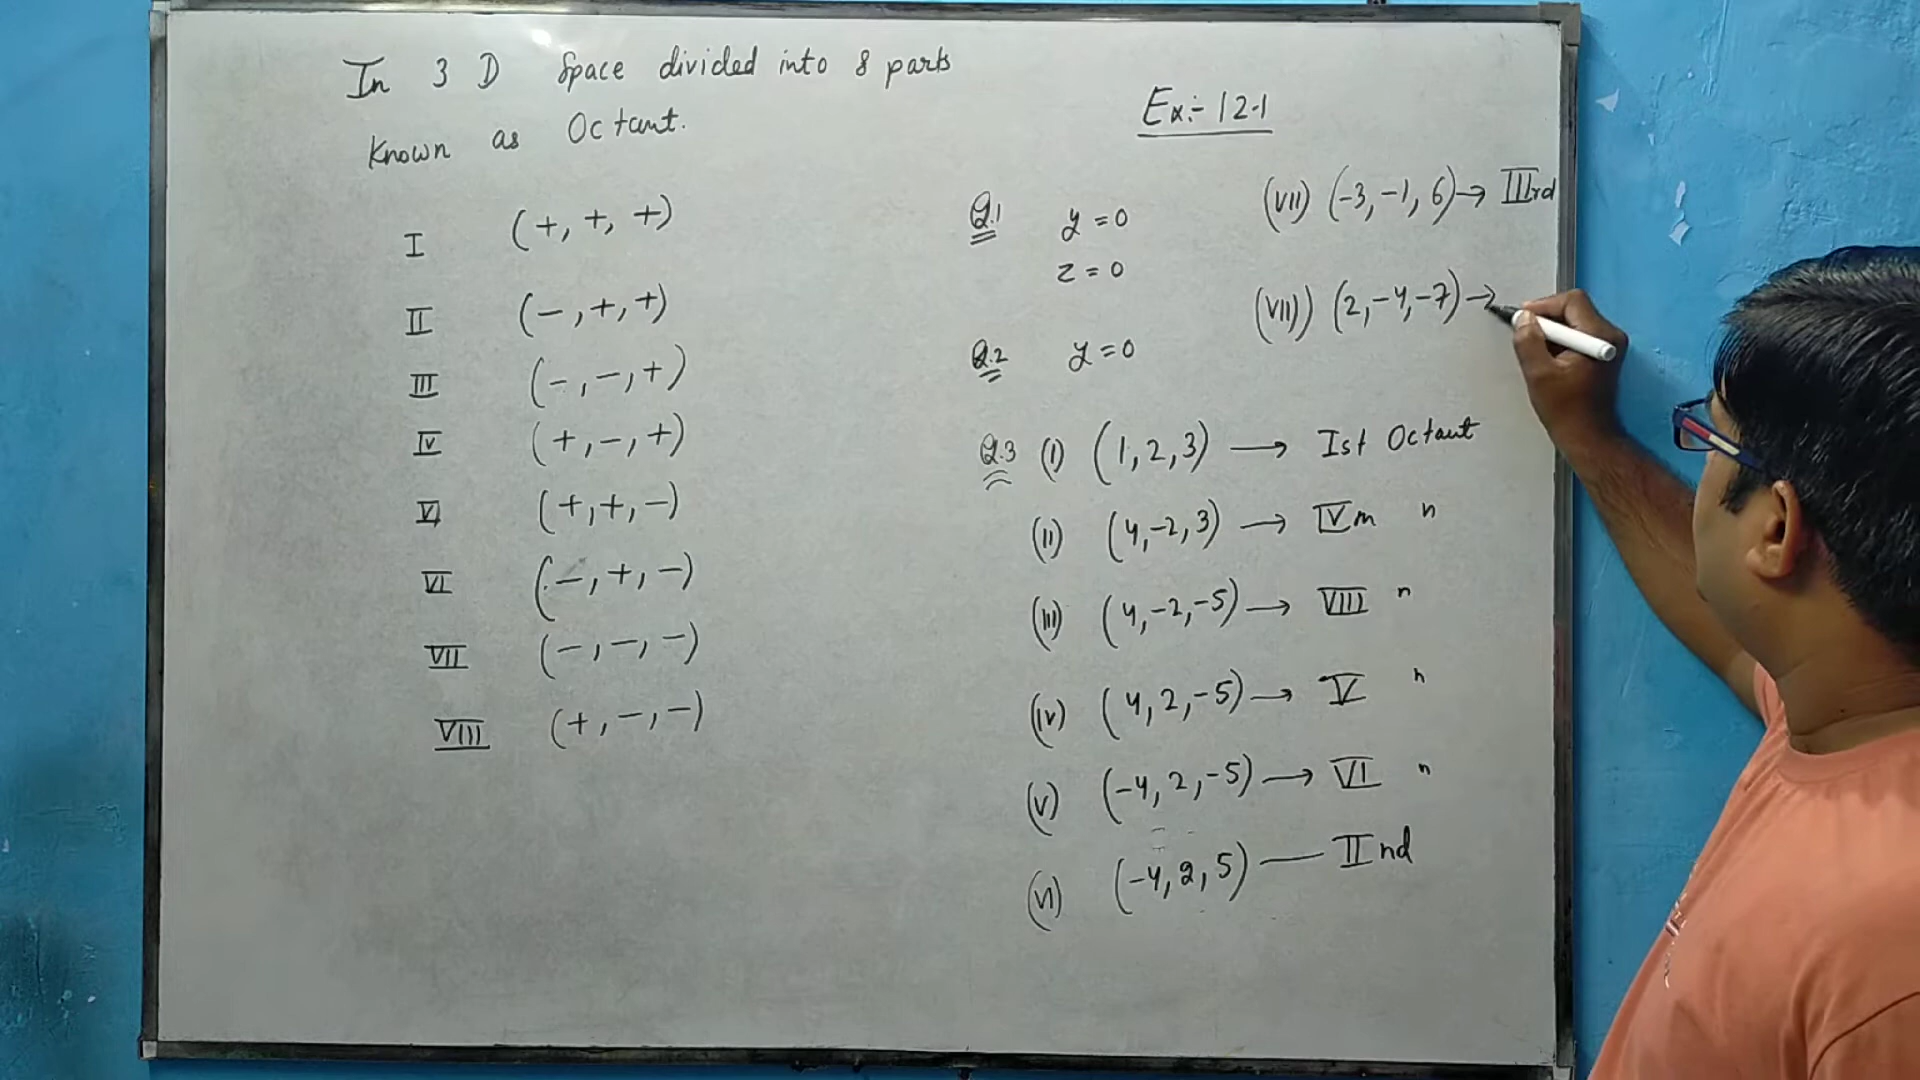 In 3 D Space divided into 8 parts
Known as Octant.
I (+, +, +)
II (-, +, +)
III (-, -, +)
IV (+, -, +)
V (+, +, -)
VI (-, +, -)
VII (-, -, -)
VIII (+, -, -)
Ex:- 12.1
Q.1 y = 0
z = 0
Q.2 y = 0
Q.3 (I) (1, 2, 3) → Ist Octant
(II) (4, -2, 3) → IVth "
(III) (4, -2, -5) → VIII "
(IV) (4, 2, -5) → V "
(V) (-4, 2, -5) → VI "
(VI) (-4, 2, 5) — IInd
(VII) (-3, -1, 6) → IIIrd
(VII) (2, -4, -7) →